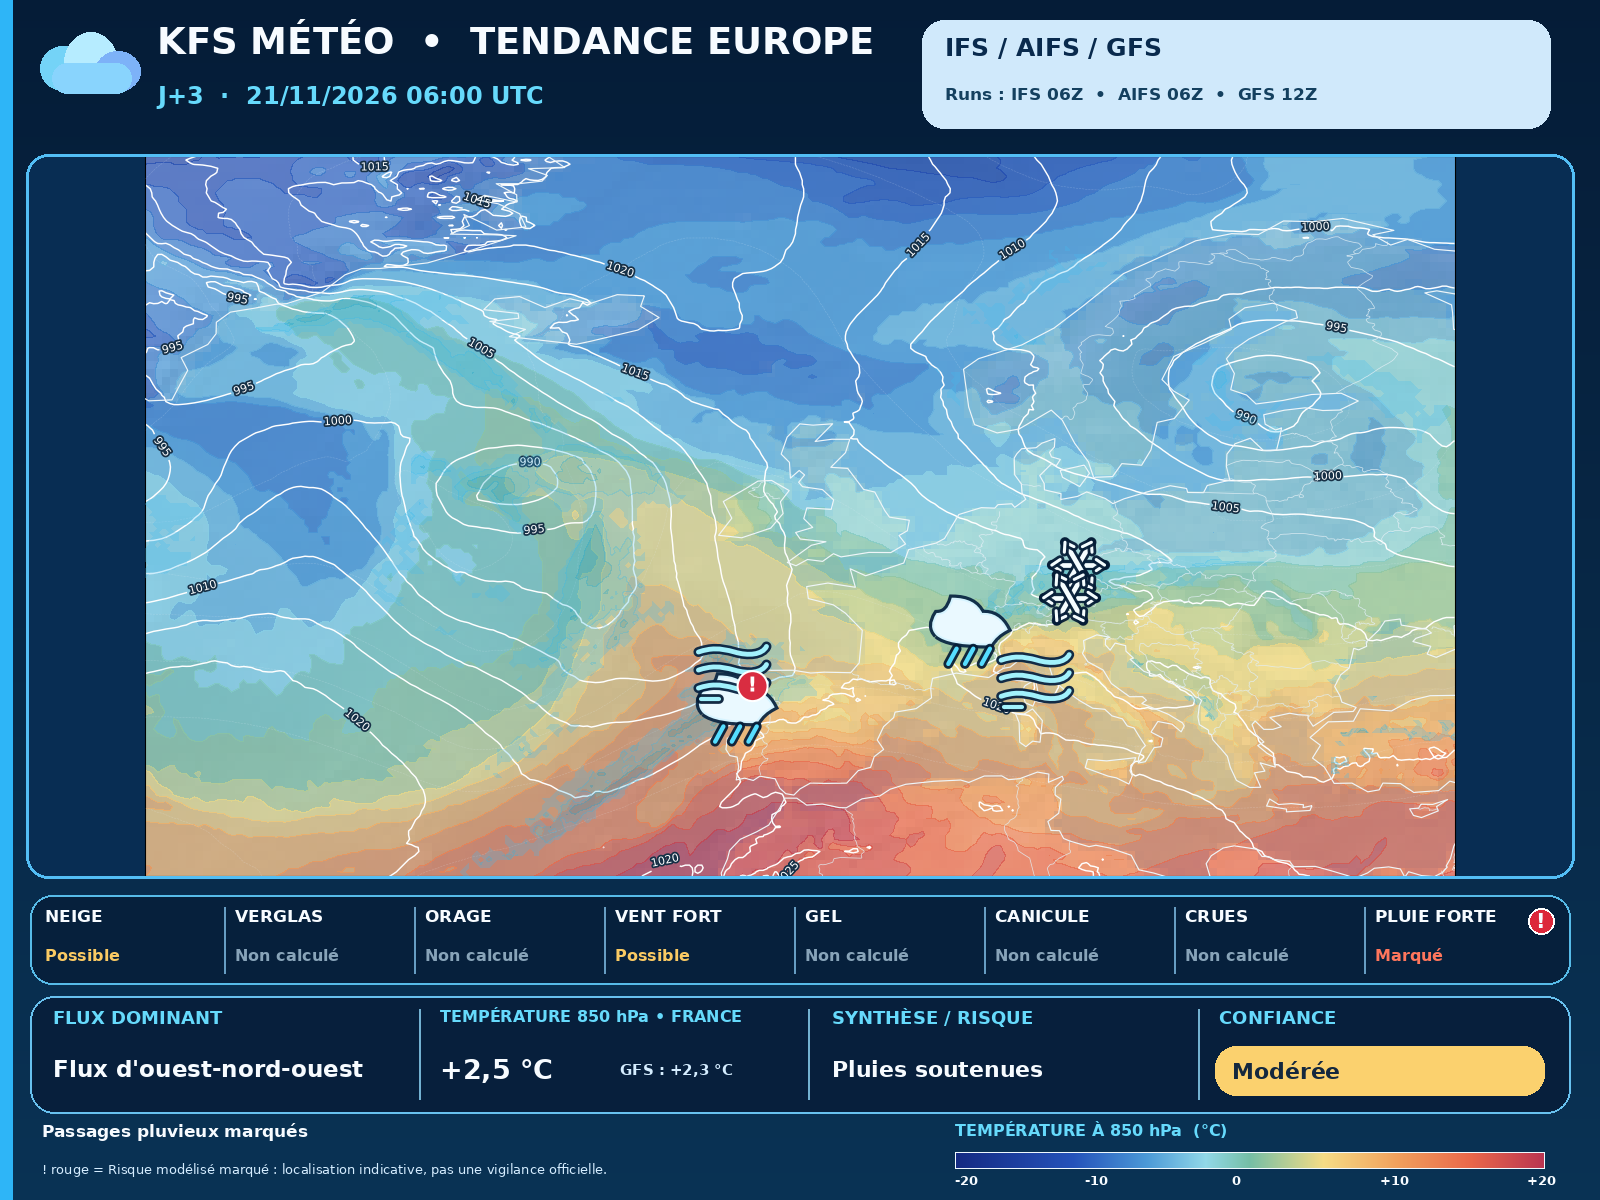 KFS MÉTÉO • TENDANCE EUROPE
J+3 · 21/11/2026 06:00 UTC
IFS / AIFS / GFS
Runs : IFS 06Z • AIFS 06Z • GFS 12Z
1015
1015
1020
1015
1010
1000
995
995
1005
1015
995
995
990
1000
995
990
1000
995
1005
1010
1020
1020
NEIGE
Possible
VERGLAS
Non calculé
ORAGE
Non calculé
VENT FORT
Possible
GEL
Non calculé
CANICULE
Non calculé
CRUES
Non calculé
PLUIE FORTE !
Marqué
FLUX DOMINANT
Flux d'ouest-nord-ouest
TEMPÉRATURE 850 hPa • FRANCE
+2,5 °C GFS : +2,3 °C
SYNTHÈSE / RISQUE
Pluies soutenues
CONFIANCE
Modérée
Passages pluvieux marqués
! rouge = Risque modélisé marqué : localisation indicative, pas une vigilance officielle.
TEMPÉRATURE À 850 hPa (°C)
-20 -10 0 +10 +20